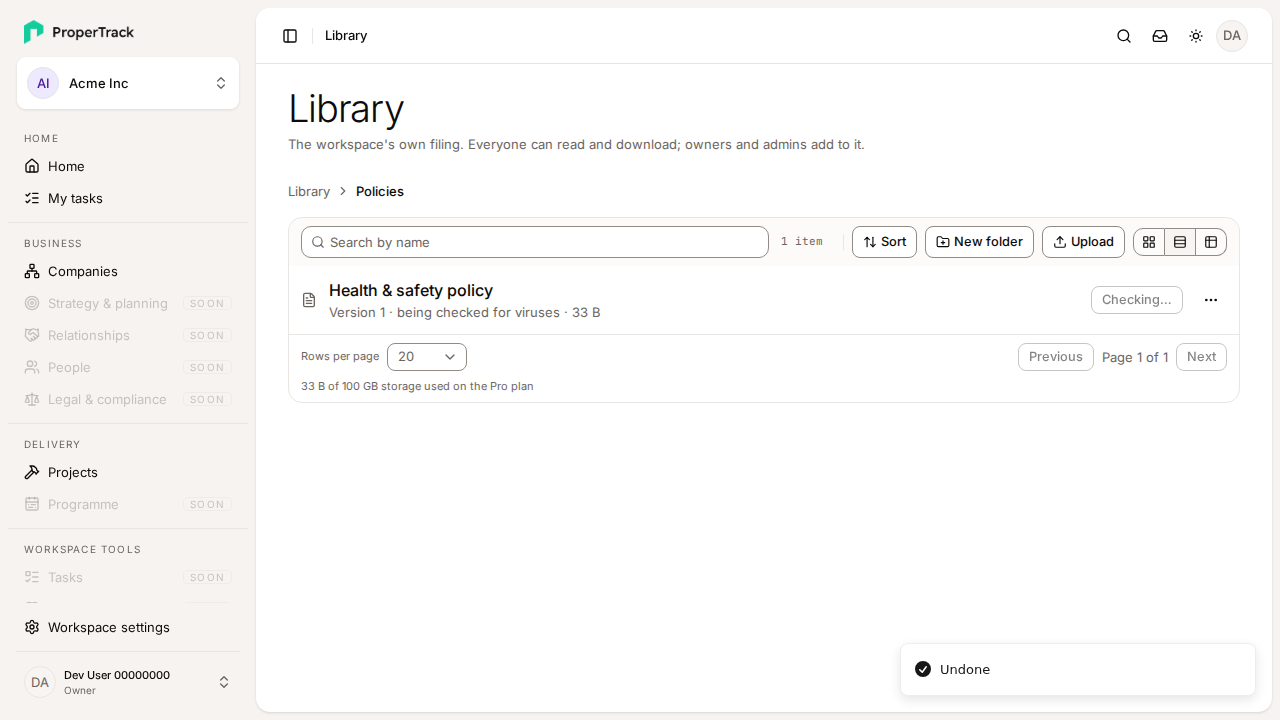 ProperTrack
AI
Acme Inc
HOME
Home
My tasks
BUSINESS
Companies
Strategy & planning SOON
Relationships SOON
People SOON
Legal & compliance SOON
DELIVERY
Projects
Programme SOON
WORKSPACE TOOLS
Tasks SOON
Workspace settings
DA
Dev User 00000000
Owner
Library
DA
Library
The workspace's own filing. Everyone can read and download; owners and admins add to it.
Library Policies
Search by name
1 item
Sort
New folder
Upload
Health & safety policy
Version 1 · being checked for viruses · 33 B
Checking...
Rows per page 20
Previous Page 1 of 1 Next
33 B of 100 GB storage used on the Pro plan
Undone